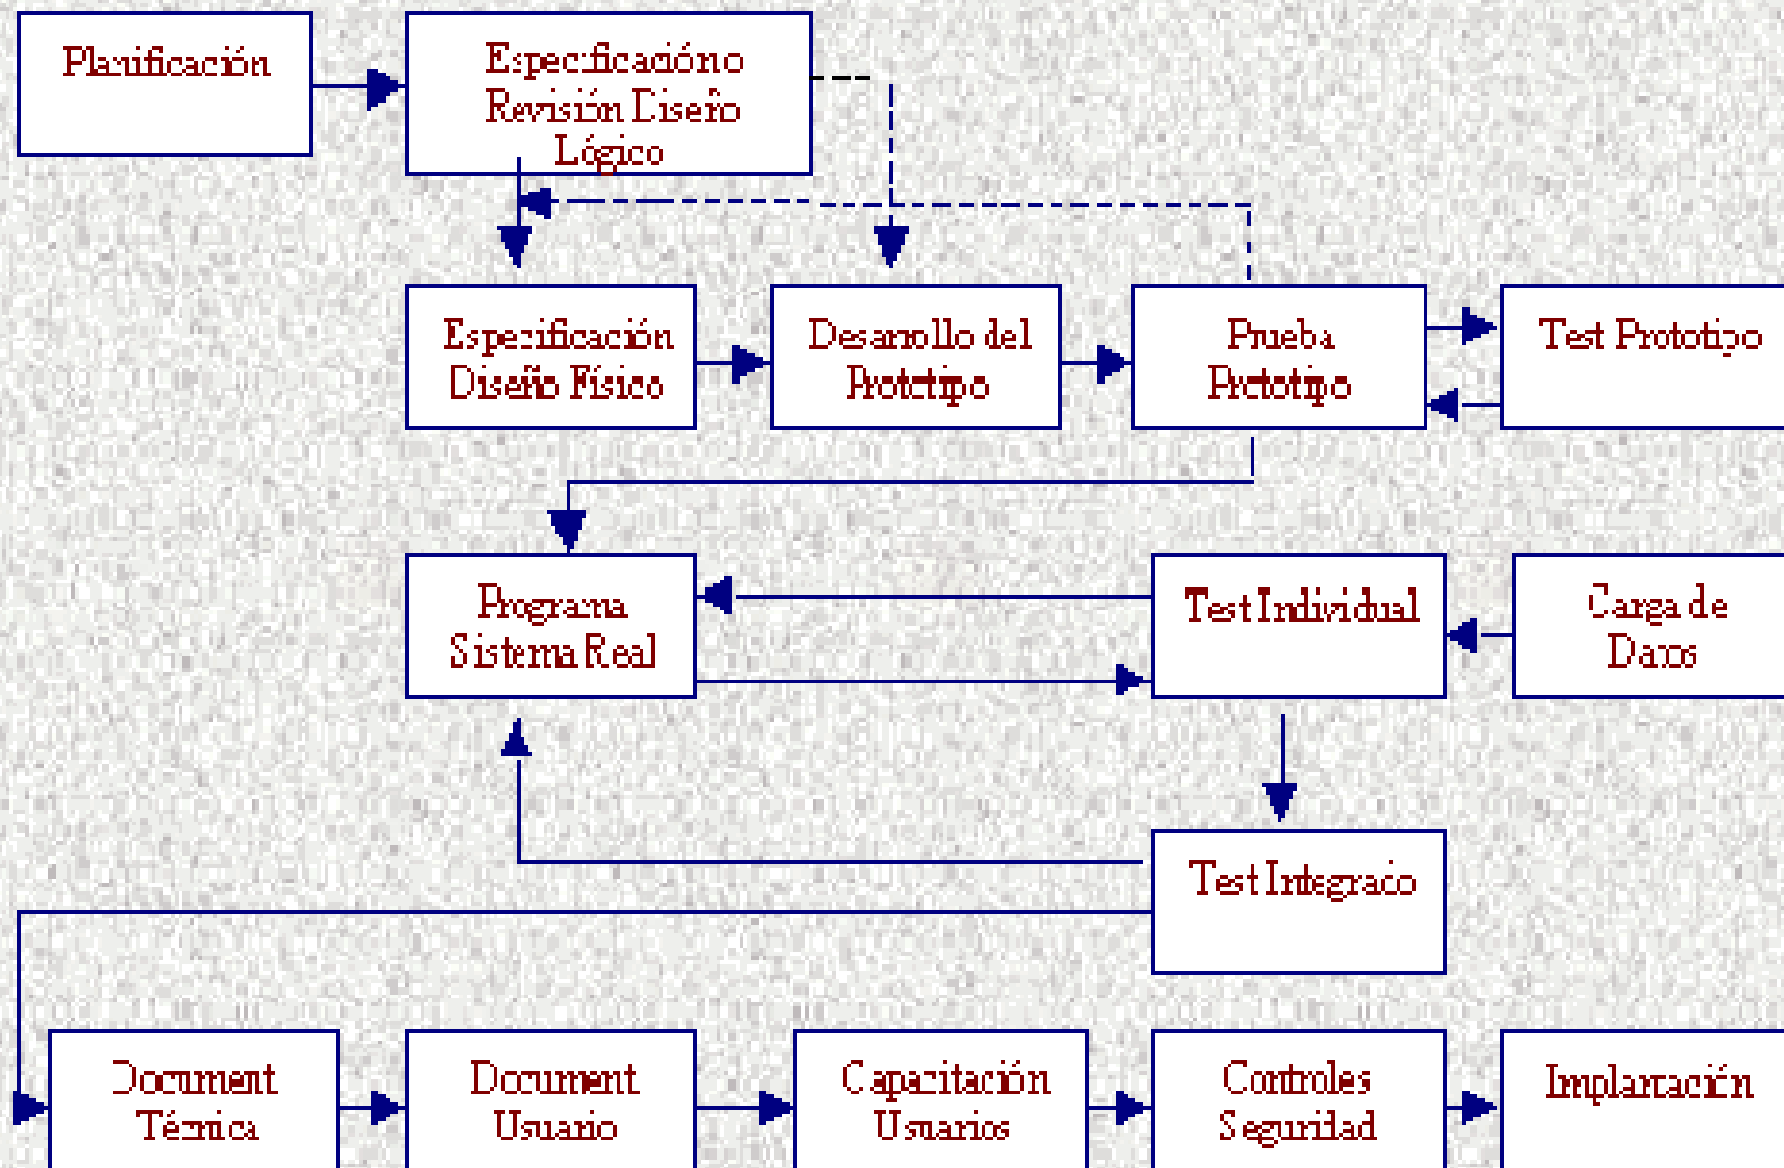 Planificación
Especificación o
Revisión Diseño
Lógico
Especificación
Diseño Físico
Desarrollo del
Prototipo
Prueba
Prototipo
Test Prototipo
Programa
Sistema Real
Test Individual
Carga de
Datos
Test Integrado
Document
Técnica
Document
Usuario
Capacitación
Usuarios
Controles
Seguridad
Implantación